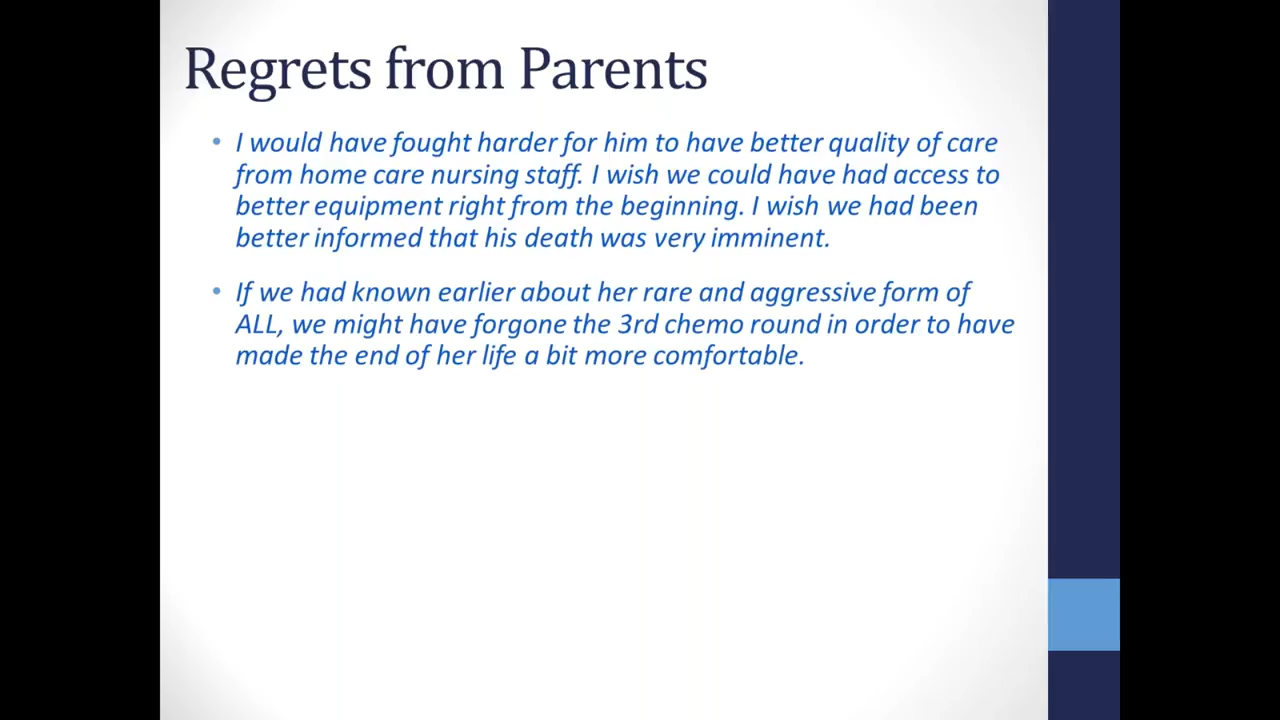 Regrets from Parents
• I would have fought harder for him to have better quality of care
from home care nursing staff. I wish we could have had access to
better equipment right from the beginning. I wish we had been
better informed that his death was very imminent.
• If we had known earlier about her rare and aggressive form of
ALL, we might have forgone the 3rd chemo round in order to have
made the end of her life a bit more comfortable.